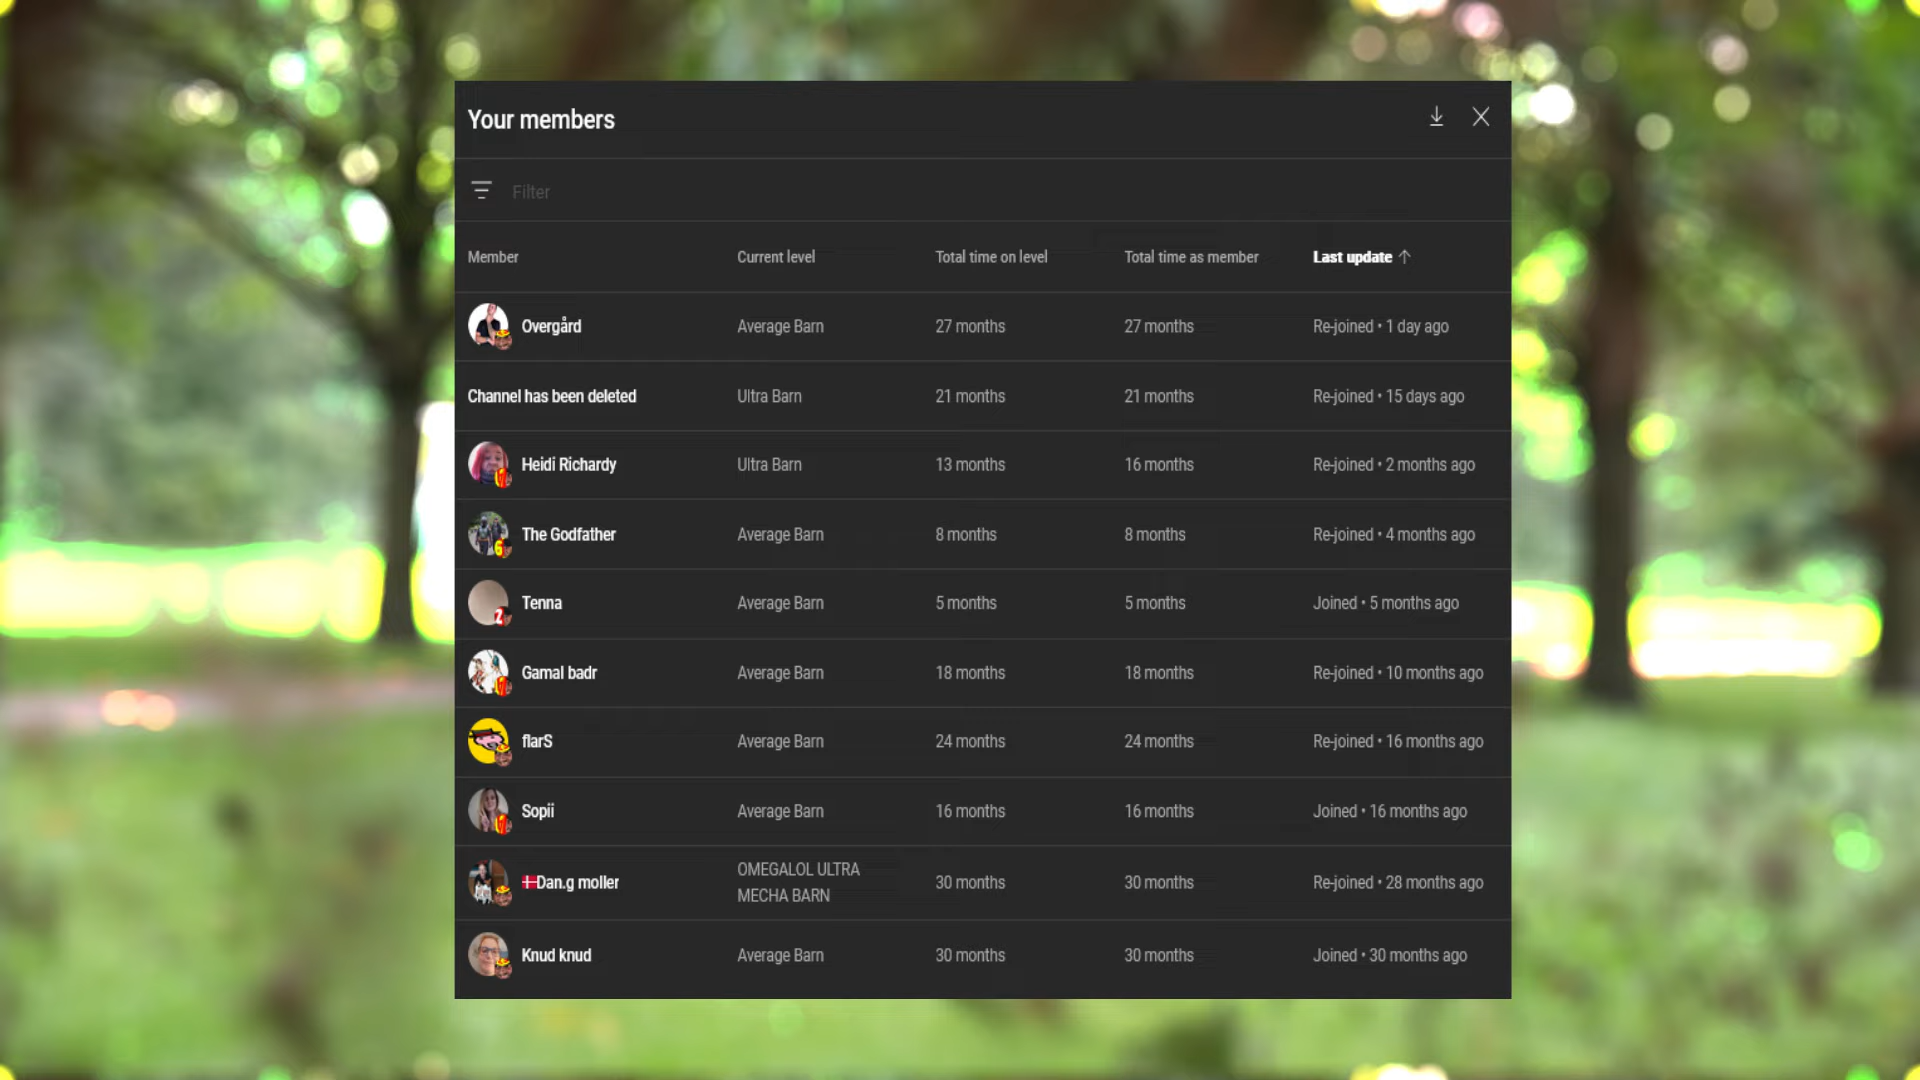 Your members
Filter
Member Current level Total time on level Total time as member Last update
Overgård Average Barn 27 months 27 months Re-joined • 1 day ago
Channel has been deleted Ultra Barn 21 months 21 months Re-joined • 15 days ago
Heidi Richardy Ultra Barn 13 months 16 months Re-joined • 2 months ago
The Godfather Average Barn 8 months 8 months Re-joined • 4 months ago
Tenna Average Barn 5 months 5 months Joined • 5 months ago
Gamal badr Average Barn 18 months 18 months Re-joined • 10 months ago
flarS Average Barn 24 months 24 months Re-joined • 16 months ago
Sopii Average Barn 16 months 16 months Joined • 16 months ago
🇩🇰Dan.g moller OMEGALOL ULTRA 30 months 30 months Re-joined • 28 months ago
MECHA BARN
Knud knud Average Barn 30 months 30 months Joined • 30 months ago